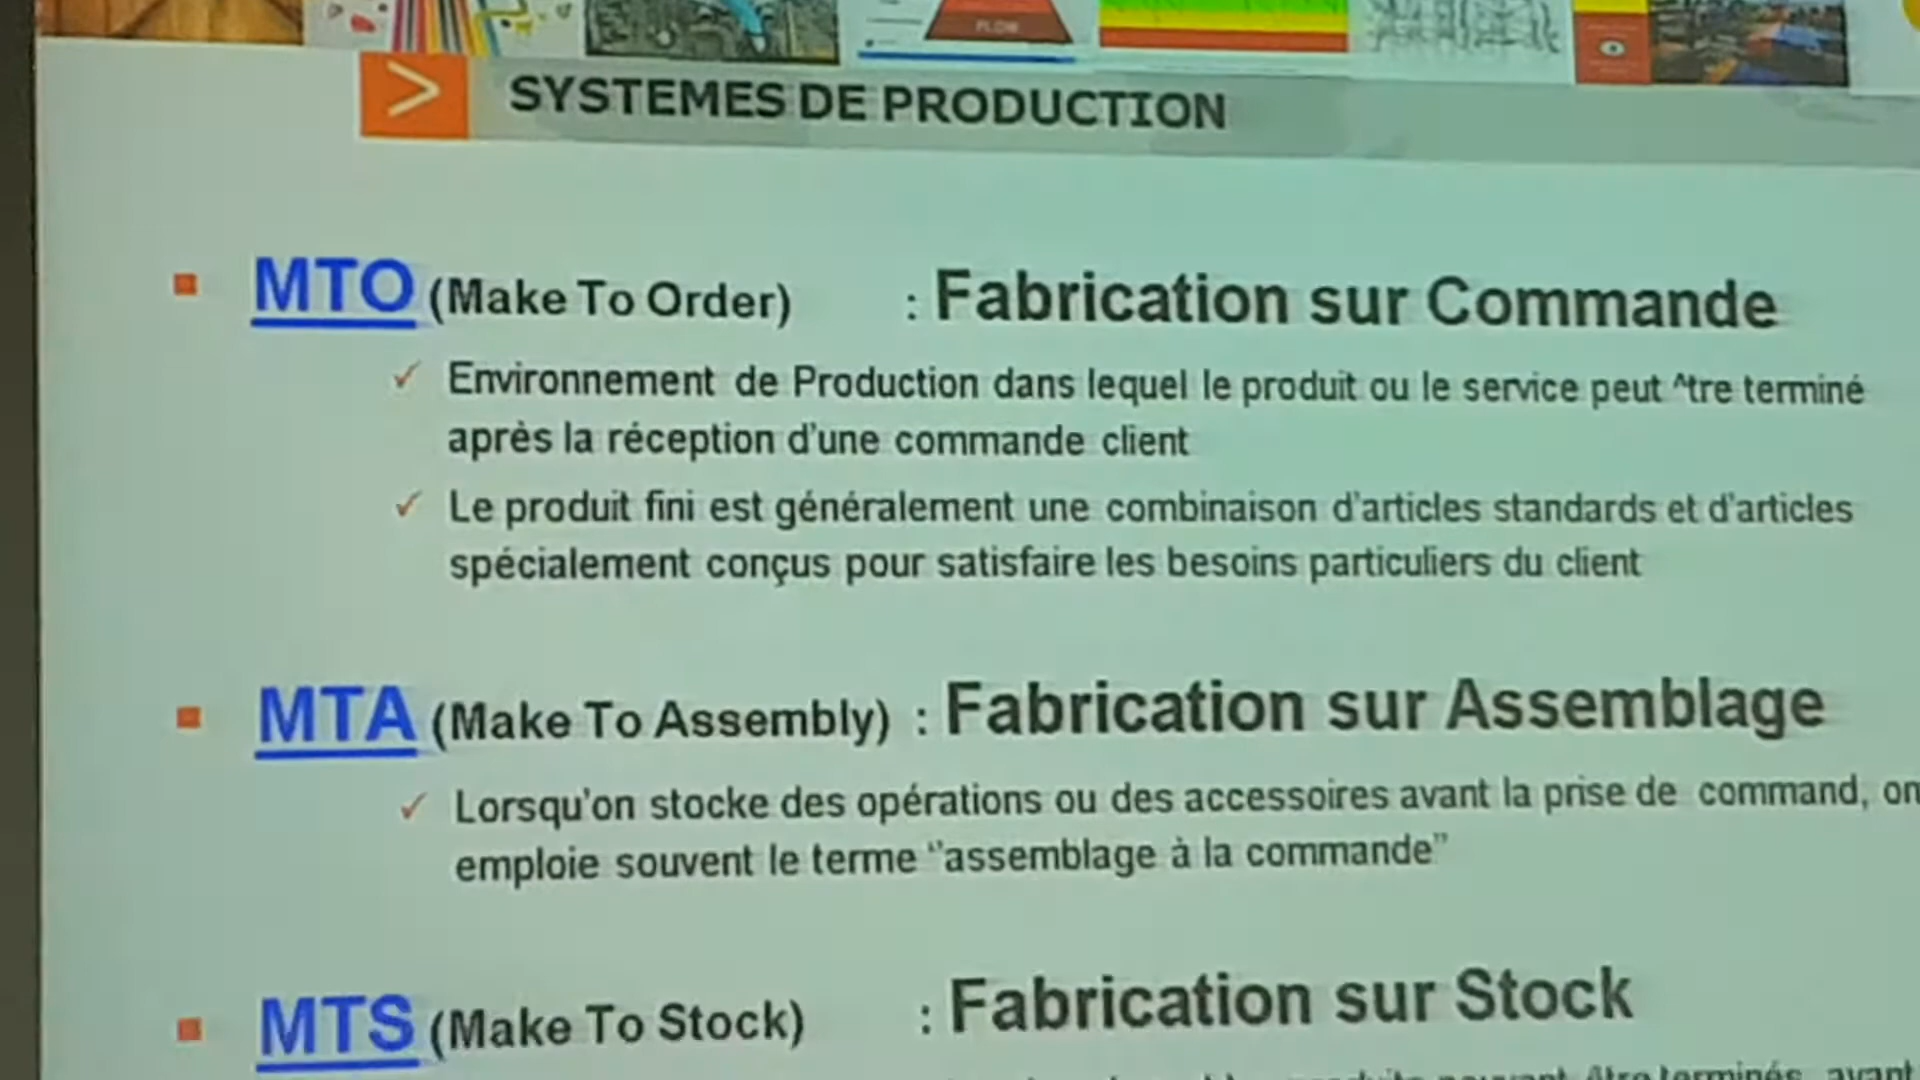 FLOW
SYSTEMES DE PRODUCTION
MTO (Make To Order) : Fabrication sur Commande
Environnement de Production dans lequel le produit ou le service peut ^tre terminé
après la réception d'une commande client
Le produit fini est généralement une combinaison d'articles standards et d'articles
spécialement conçus pour satisfaire les besoins particuliers du client
MTA (Make To Assembly) : Fabrication sur Assemblage
Lorsqu'on stocke des opérations ou des accessoires avant la prise de command, on
emploie souvent le terme "assemblage à la commande"
MTS (Make To Stock) : Fabrication sur Stock
être terminés avant